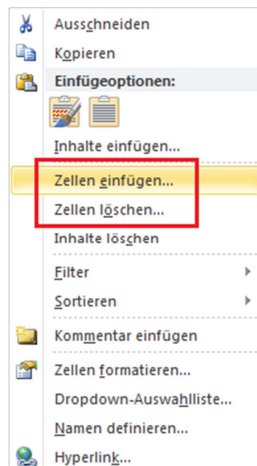 Ausschneiden
Kopieren
Einfügeoptionen:
Inhalte einfügen...
Zellen einfügen...
Zellen löschen...
Inhalte löschen
Filter
Sortieren
Kommentar einfügen
Zellen formatieren...
Dropdown-Auswahlliste...
Namen definieren...
Hyperlink...